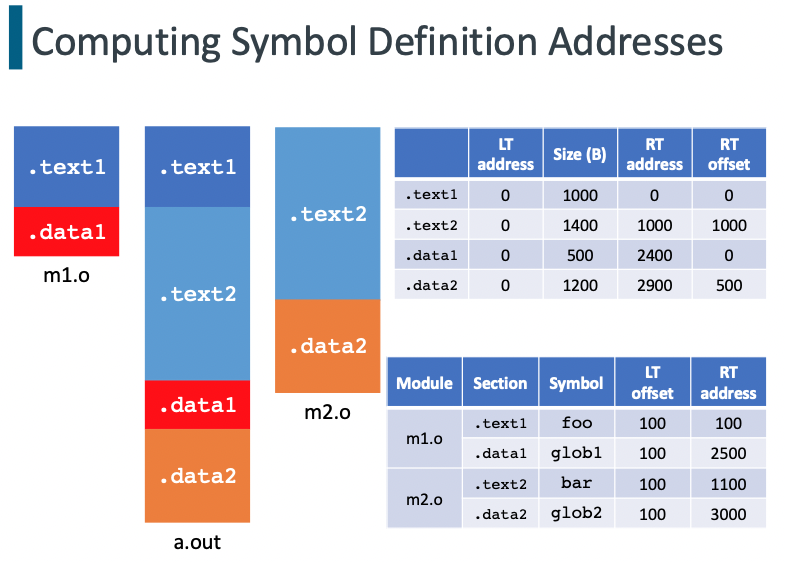 Computing Symbol Definition Addresses
.text1
.data1
m1.o
.text1
.text2
.data1
.data2
a.out
.text2
.data2
m2.o
LT address Size (B) RT address RT offset
.text1 0 1000 0 0
.text2 0 1400 1000 1000
.data1 0 500 2400 0
.data2 0 1200 2900 500
Module Section Symbol LT offset RT address
m1.o .text1 foo 100 100
.data1 glob1 100 2500
m2.o .text2 bar 100 1100
.data2 glob2 100 3000